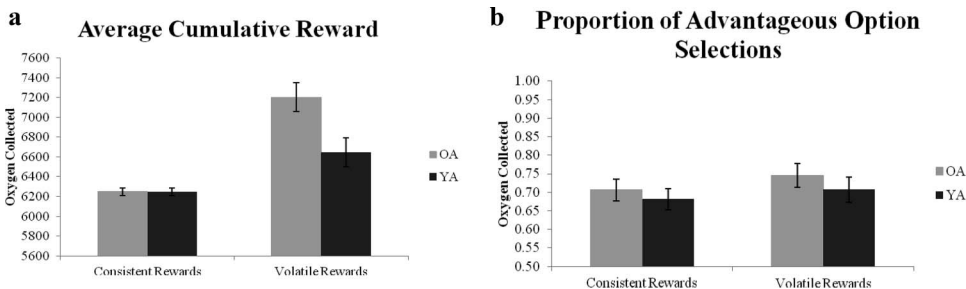 a
Average Cumulative Reward
7600
7400
7200
7000
6800
6600
6400
6200
6000
5800
5600
Oxygen Collected
Consistent Rewards
Volatile Rewards
OA
YA
b
Proportion of Advantageous Option
Selections
1.00
0.95
0.90
0.85
0.80
0.75
0.70
0.65
0.60
0.55
0.50
Oxygen Collected
Consistent Rewards
Volatile Rewards
OA
YA